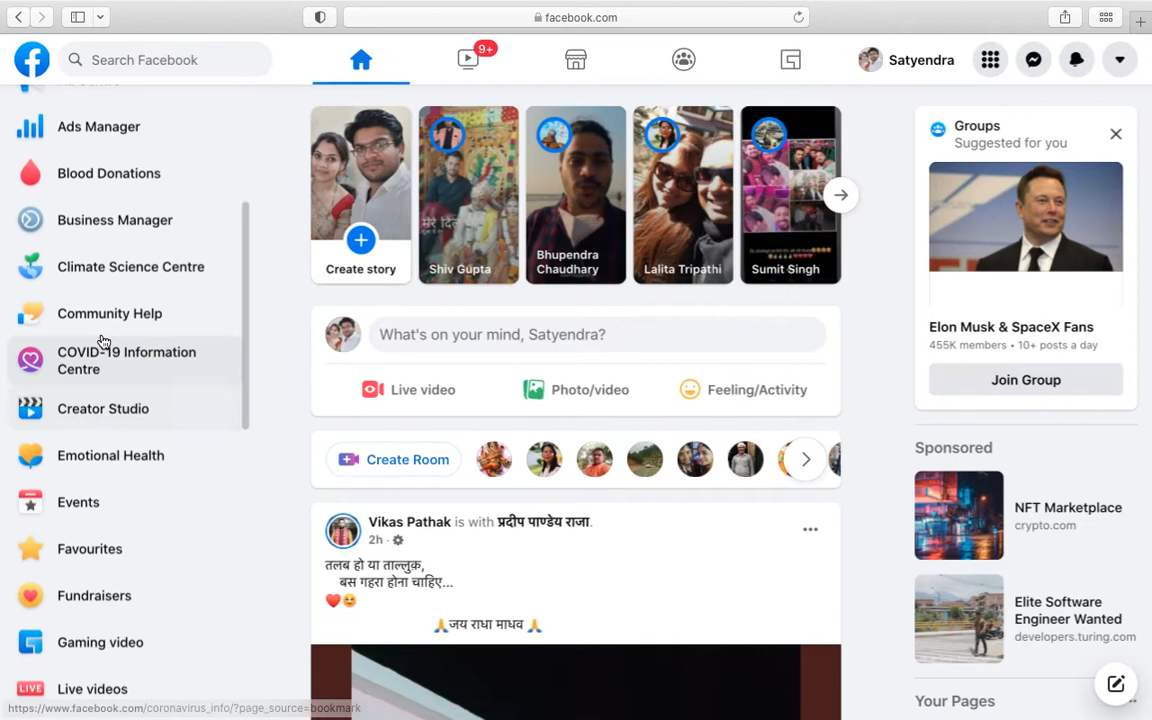 facebook.com
Search Facebook
9+
Satyendra
Ads Manager
Blood Donations
Business Manager
Climate Science Centre
Community Help
COVID-19 Information
Centre
Creator Studio
Emotional Health
Events
Favourites
Fundraisers
Gaming video
LIVE Live videos
https://www.facebook.com/coronavirus_info/?page_source=bookmark
Create story
Shiv Gupta
Bhupendra
Chaudhary
Lalita Tripathi
Sumit Singh
What's on your mind, Satyendra?
Live video
Photo/video
Feeling/Activity
Create Room
Vikas Pathak is with प्रदीप पाण्डेय राजा.
2h
तलब हो या ताल्लुक,
बस गहरा होना चाहिए...
❤️😊
🙏जय राधा माधव 🙏
Groups
Suggested for you
Elon Musk & SpaceX Fans
455K members • 10+ posts a day
Join Group
Sponsored
NFT Marketplace
crypto.com
Elite Software
Engineer Wanted
developers.turing.com
Your Pages